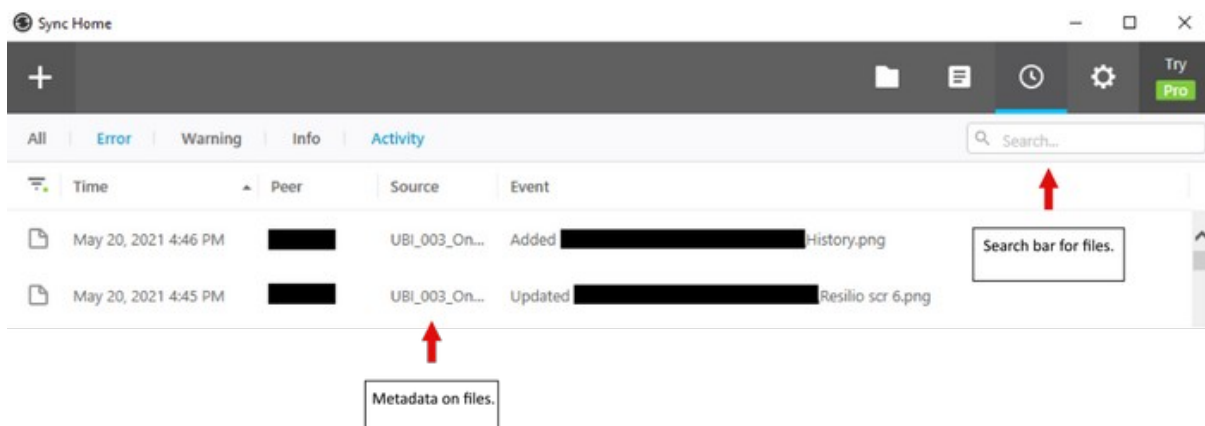 Sync Home
Try
Pro
All Error Warning Info Activity Search...
Time Peer Source Event
May 20, 2021 4:46 PM UBI_003_On... Added History.png
Search bar for files.
May 20, 2021 4:45 PM UBI_003_On... Updated Resilio scr 6.png
Metadata on files.